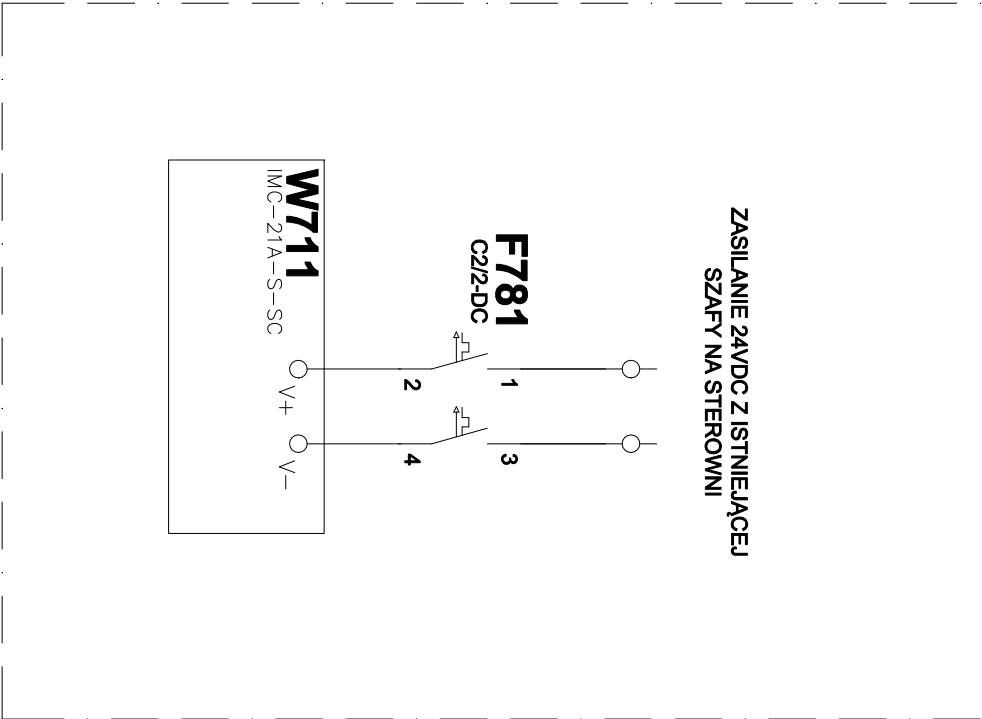 ZASILANIE 24VDC Z ISTNIEJĄCEJ
SZAFY NA STEROWNI
F781
C2/2-DC
1
3
2
4
W711
IMC-21A-S-SC
V+
V-